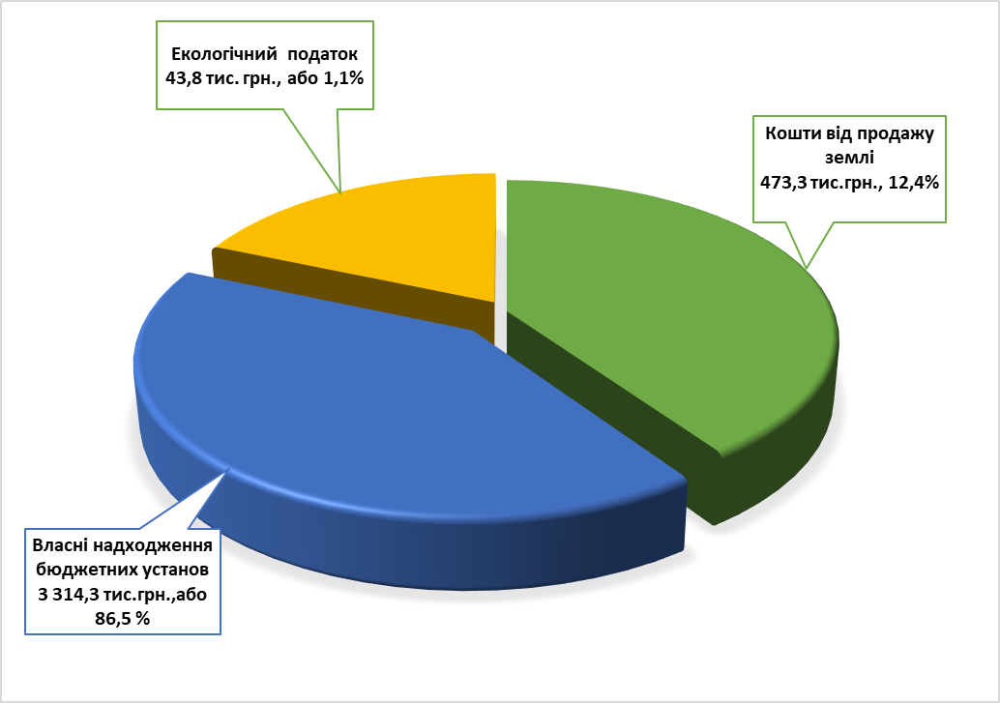 Екологічний податок
43,8 тис. грн., або 1,1%
Кошти від продажу
землі
473,3 тис.грн., 12,4%
Власні надходження
бюджетних установ
3 314,3 тис.грн.,або
86,5 %